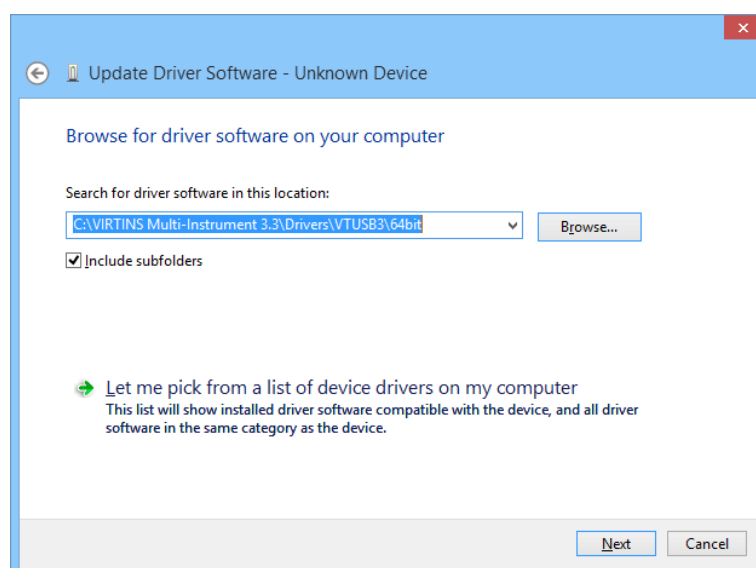 Update Driver Software - Unknown Device
Browse for driver software on your computer
Search for driver software in this location:
C:\VIRTINS Multi-Instrument 3.3\Drivers\VTUSB3\64bit
Browse...
Include subfolders
Let me pick from a list of device drivers on my computer
This list will show installed driver software compatible with the device, and all driver
software in the same category as the device.
Next
Cancel